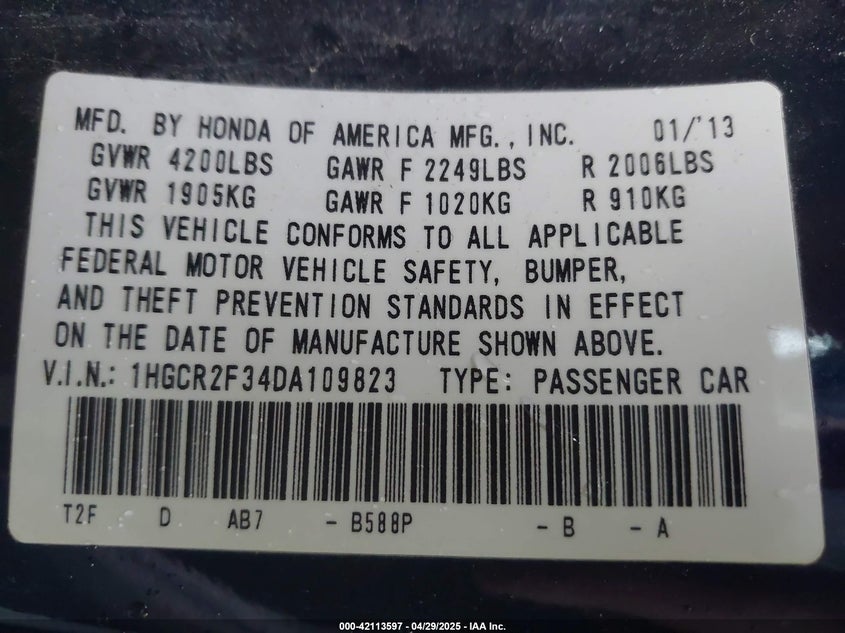 MFD. BY HONDA OF AMERICA MFG., INC. 01/'13
GVWR 4200LBS GAWR F 2249LBS R 2006LBS
GVWR 1905KG GAWR F 1020KG R 910KG
THIS VEHICLE CONFORMS TO ALL APPLICABLE
FEDERAL MOTOR VEHICLE SAFETY, BUMPER,
AND THEFT PREVENTION STANDARDS IN EFFECT
ON THE DATE OF MANUFACTURE SHOWN ABOVE.
V.I.N.: 1HGCR2F34DA109823 TYPE: PASSENGER CAR
T2F D AB7 - B588P - B - A
000-42113597 - 04/29/2025 - IAA Inc.